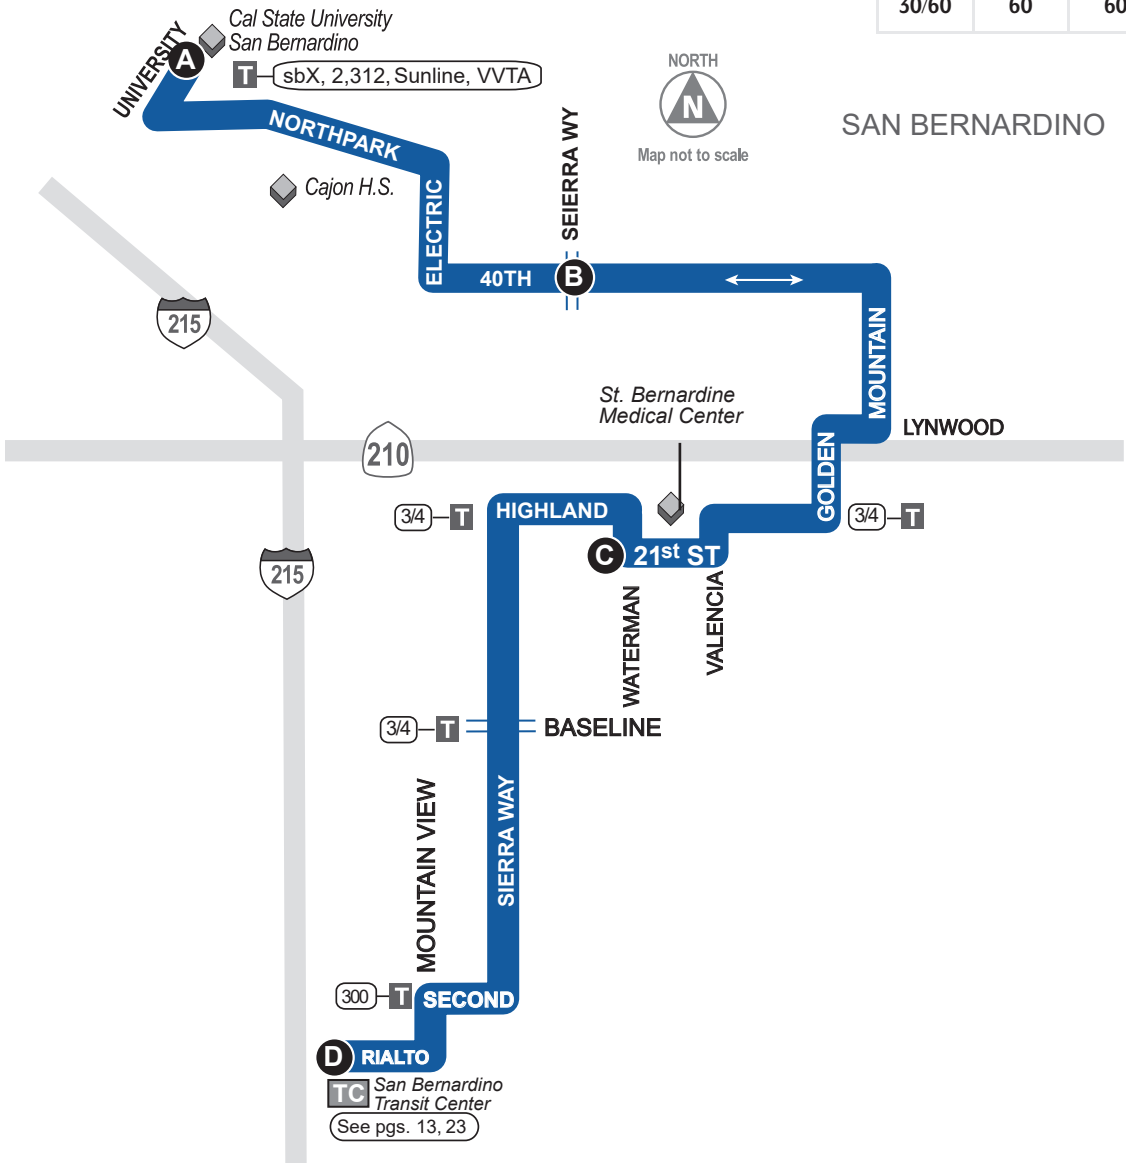 30/60 60 60
Cal State University
San Bernardino
UNIVERSITY
A
T sbX, 2,312, Sunline, VVTA
NORTH
N
Map not to scale
SAN BERNARDINO
NORTHPARK
Cajon H.S.
ELECTRIC
SEIERRA WY
40TH
B
215
MOUNTAIN
St. Bernardine
Medical Center
LYNWOOD
210
GOLDEN
3/4 T
HIGHLAND
3/4 T
C
21st ST
215
WATERMAN
VALENCIA
3/4 T
BASELINE
MOUNTAIN VIEW
SIERRA WAY
300 T
SECOND
D
RIALTO
TC
San Bernardino
Transit Center
See pgs. 13, 23